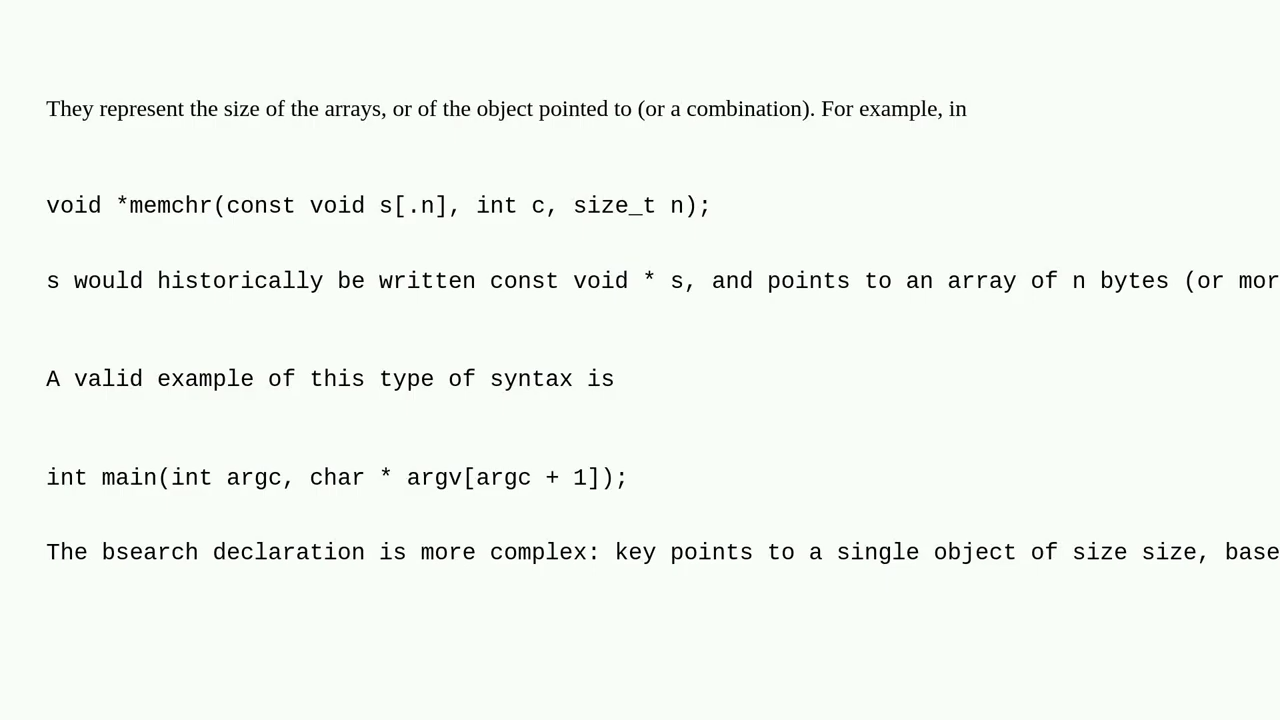 They represent the size of the arrays, or of the object pointed to (or a combination). For example, in
void *memchr(const void s[.n], int c, size_t n);
s would historically be written const void * s, and points to an array of n bytes (or mor
A valid example of this type of syntax is
int main(int argc, char * argv[argc + 1]);
The bsearch declaration is more complex: key points to a single object of size size, base